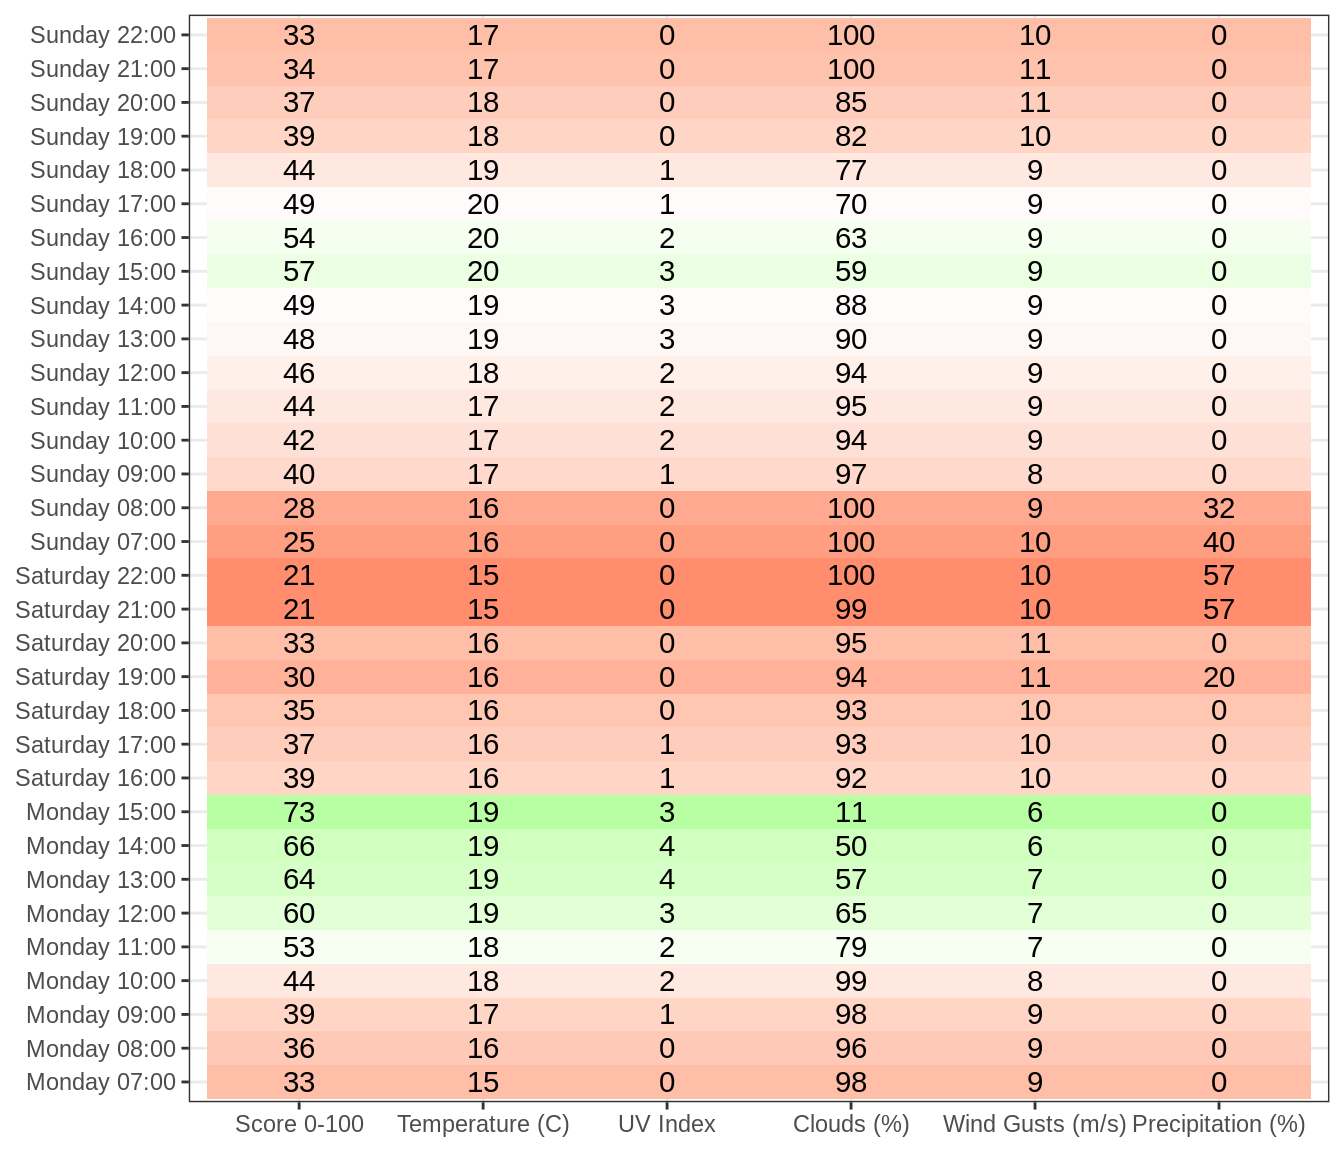 Sunday 22:00 33 17 0 100 10 0
Sunday 21:00 34 17 0 100 11 0
Sunday 20:00 37 18 0 85 11 0
Sunday 19:00 39 18 0 82 10 0
Sunday 18:00 44 19 1 77 9 0
Sunday 17:00 49 20 1 70 9 0
Sunday 16:00 54 20 2 63 9 0
Sunday 15:00 57 20 3 59 9 0
Sunday 14:00 49 19 3 88 9 0
Sunday 13:00 48 19 3 90 9 0
Sunday 12:00 46 18 2 94 9 0
Sunday 11:00 44 17 2 95 9 0
Sunday 10:00 42 17 2 94 9 0
Sunday 09:00 40 17 1 97 8 0
Sunday 08:00 28 16 0 100 9 32
Sunday 07:00 25 16 0 100 10 40
Saturday 22:00 21 15 0 100 10 57
Saturday 21:00 21 15 0 99 10 57
Saturday 20:00 33 16 0 95 11 0
Saturday 19:00 30 16 0 94 11 20
Saturday 18:00 35 16 0 93 10 0
Saturday 17:00 37 16 1 93 10 0
Saturday 16:00 39 16 1 92 10 0
Monday 15:00 73 19 3 11 6 0
Monday 14:00 66 19 4 50 6 0
Monday 13:00 64 19 4 57 7 0
Monday 12:00 60 19 3 65 7 0
Monday 11:00 53 18 2 79 7 0
Monday 10:00 44 18 2 99 8 0
Monday 09:00 39 17 1 98 9 0
Monday 08:00 36 16 0 96 9 0
Monday 07:00 33 15 0 98 9 0
Score 0-100 Temperature (C) UV Index Clouds (%) Wind Gusts (m/s) Precipitation (%)